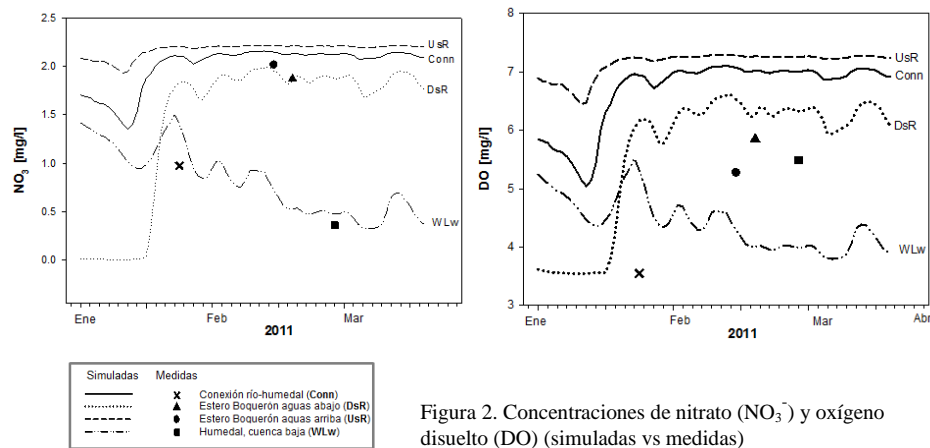 2.5
2.0
1.5
1.0
0.5
0.0
NO3 [mg/l]
UsR
Conn
DsR
WLw
Ene
Feb
Mar
2011
8
7
6
5
4
3
DO [mg/l]
UsR
Conn
DsR
WLw
Ene
Feb
Mar
Abr
2011
Simuladas Medidas
Conexión río-humedal (Conn)
Estero Boquerón aguas abajo (DsR)
Estero Boquerón aguas arriba (UsR)
Humedal, cuenca baja (WLw)
Figura 2. Concentraciones de nitrato (NO3-) y oxígeno
disuelto (DO) (simuladas vs medidas)